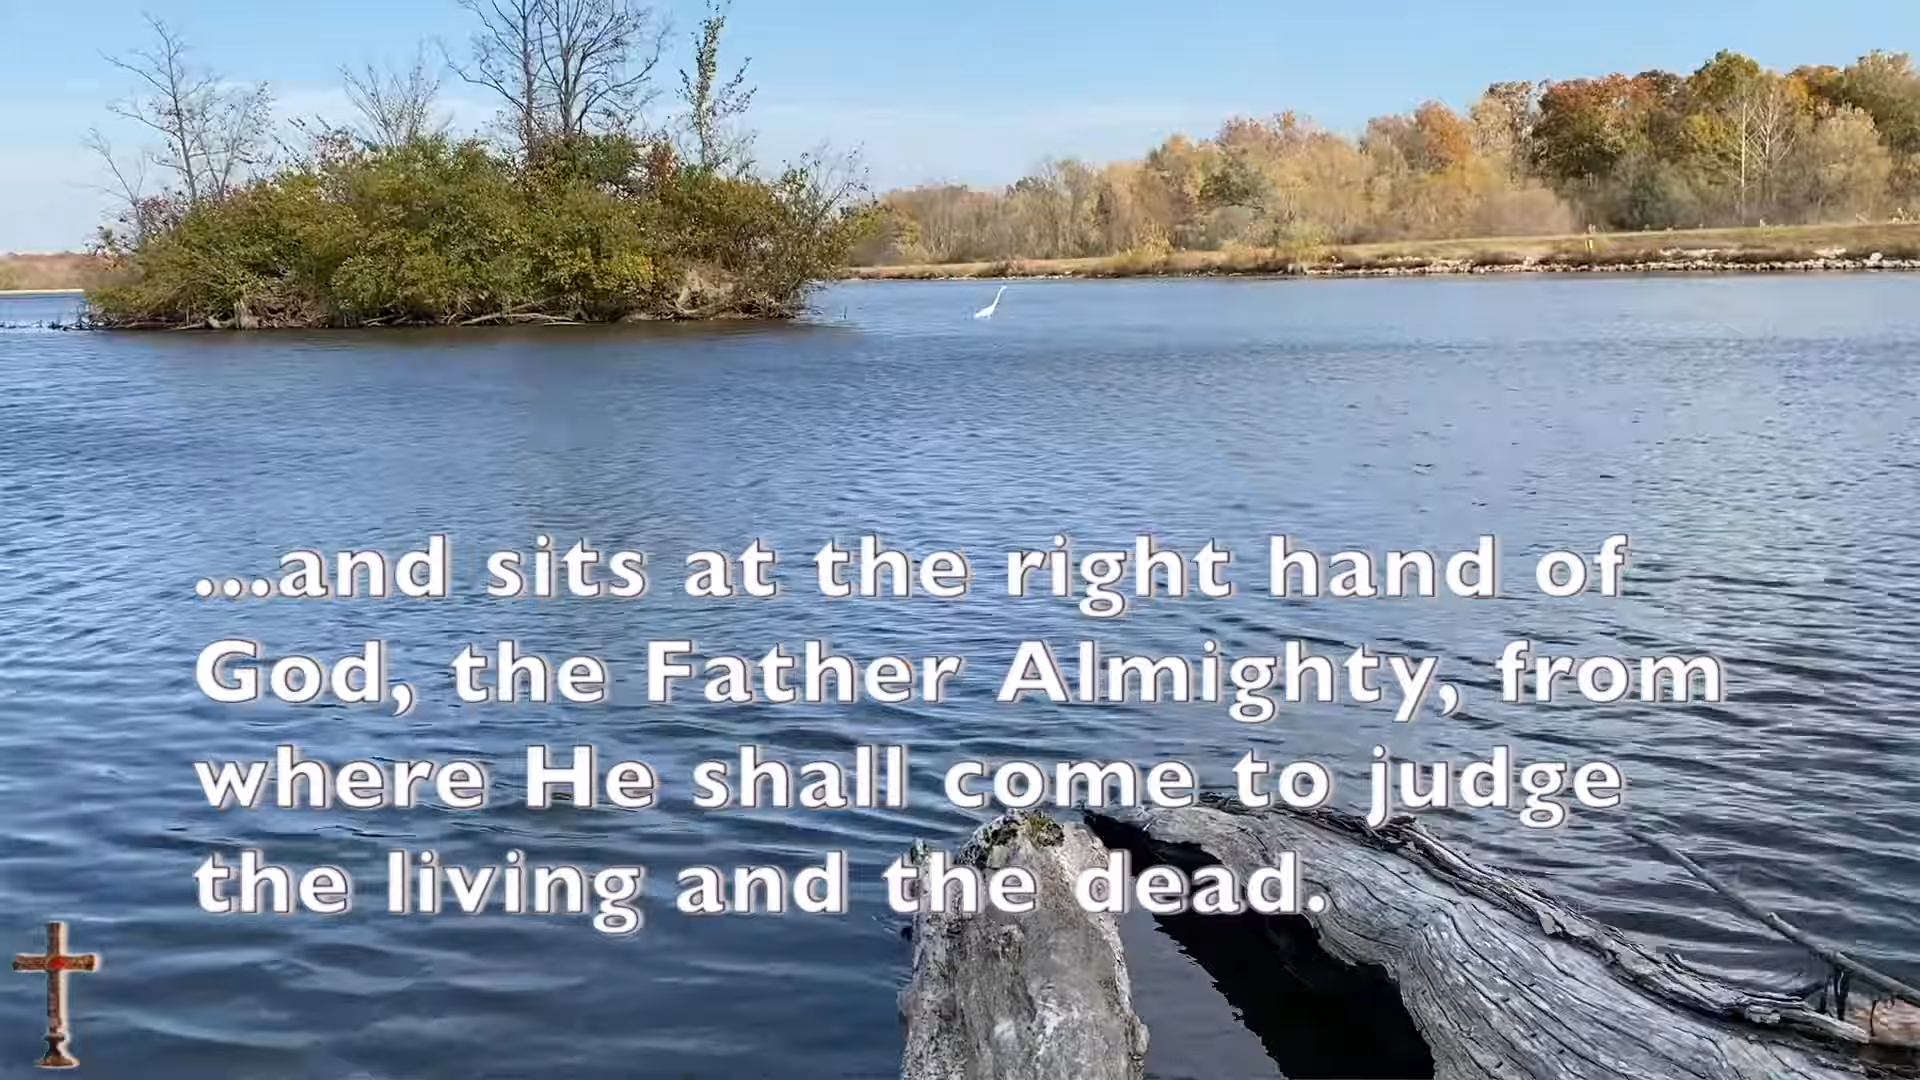 ...and sits at the right hand of
God, the Father Almighty, from
where He shall come to judge
the living and the dead.